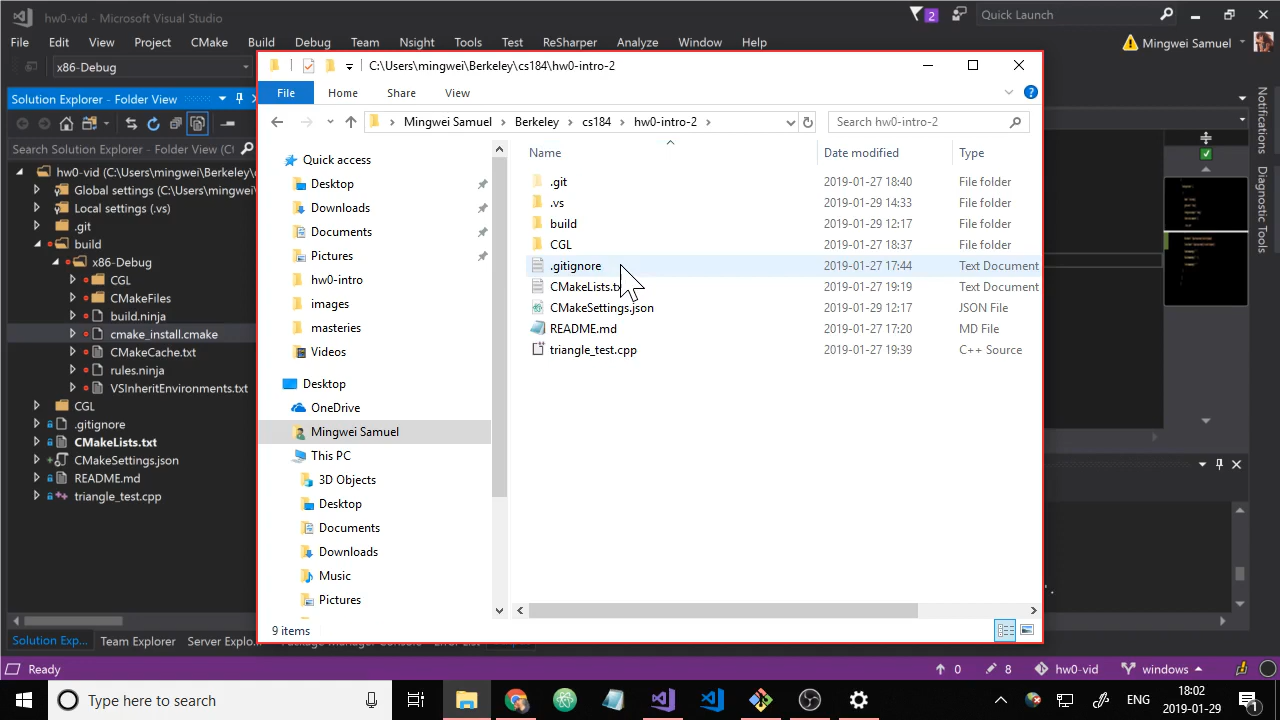 hw0-vid - Microsoft Visual Studio
2
Quick Launch
File Edit View Project CMake Build Debug Team Nsight Tools Test ReSharper Analyze Window Help
Mingwei Samuel
x86-Debug
Solution Explorer - Folder View
Search Solution Explorer - Folder View (C
hw0-vid (C:\Users\mingwei\Berkeley\
Global settings (C:\Users\mingwei
Local settings (.vs)
.git
build
x86-Debug
CGL
CMakeFiles
build.ninja
cmake_install.cmake
CMakeCache.txt
rules.ninja
VSInheritEnvironments.txt
CGL
.gitignore
CMakeLists.txt
CMakeSettings.json
README.md
triangle_test.cpp
Solution Exp... Team Explorer Server Explo...
Notifications
Diagnostic Tools
C:\Users\mingwei\Berkeley\cs184\hw0-intro-2
File Home Share View
Mingwei Samuel > Berkeley > cs184 > hw0-intro-2 >
Search hw0-intro-2
Quick access
Desktop
Downloads
Documents
Pictures
hw0-intro
images
masteries
Videos
Desktop
OneDrive
Mingwei Samuel
This PC
3D Objects
Desktop
Documents
Downloads
Music
Pictures
Name Date modified Type
.git 2019-01-27 18:40 File folder
.vs 2019-01-29 14:33 File folder
build 2019-01-29 12:17 File folder
CGL 2019-01-27 18:37 File folder
.gitignore 2019-01-27 17:44 Text Document
CMakeLists.tx 2019-01-27 19:19 Text Document
CMakeSettings.json 2019-01-29 12:17 JSON File
README.md 2019-01-27 17:20 MD File
triangle_test.cpp 2019-01-27 19:39 C++ Source
9 items
Ready
0 8 hw0-vid windows
Type here to search
ENG
18:02
2019-01-29
1